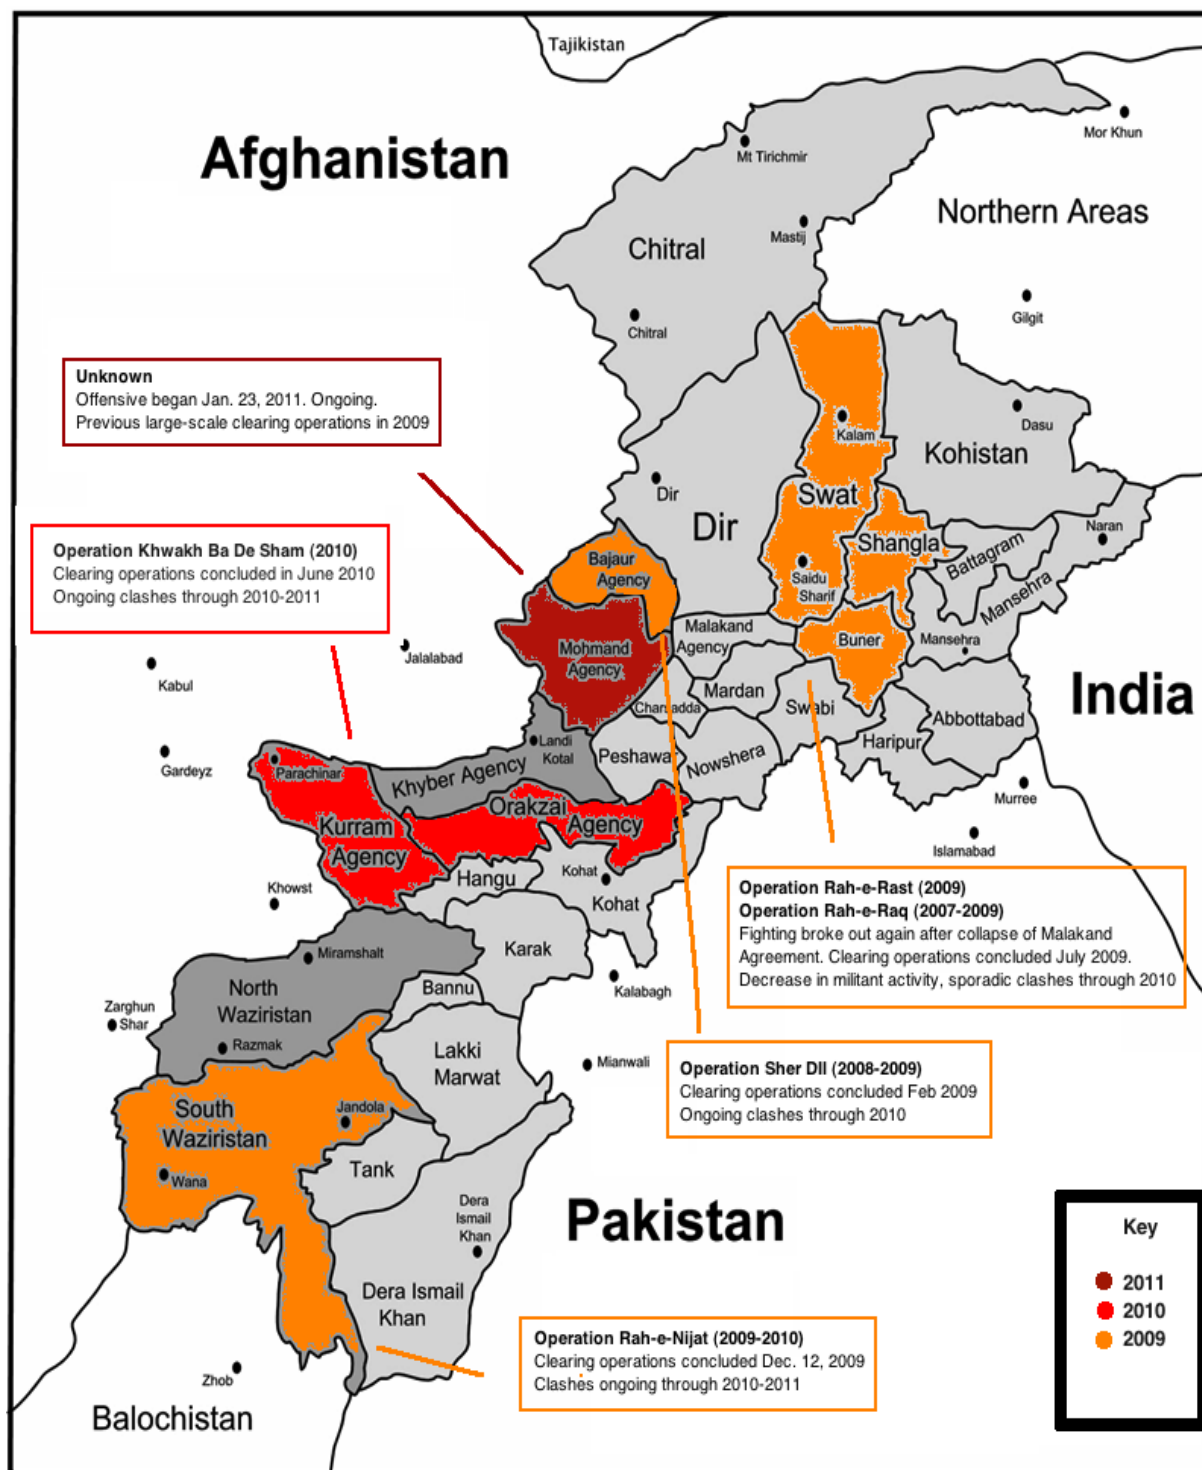 Tajikistan
Afghanistan
Mor Khun
Mt Tirichmir
Northern Areas
Mastij
Chitral
Gilgit
Chitral
Unknown
Offensive began Jan. 23, 2011. Ongoing.
Previous large-scale clearing operations in 2009
Kalam
Dasu
Kohistan
Dir
Swat
Dir
Naran
Shangla
Battagram
Operation Khwakh Ba De Sham (2010)
Clearing operations concluded in June 2010
Ongoing clashes through 2010-2011
Bajaur
Agency
Saidu
Sharif
Mansehra
Malakand
Agency
Buner
Mansehra
Mohmand
Agency
Jalalabad
Kabul
Mardan
India
Charsadda
Swabi
Abbottabad
Landi
Kotal
Haripur
Peshawar
Nowshera
Gardeyz
Parachinar
Khyber Agency
Murree
Orakzai
Agency
Kurram
Agency
Islamabad
Hangu
Kohat
Khowst
Kohat
Operation Rah-e-Rast (2009)
Operation Rah-e-Raq (2007-2009)
Fighting broke out again after collapse of Malakand
Agreement. Clearing operations concluded July 2009.
Decrease in militant activity, sporadic clashes through 2010
Karak
Miramshalt
North
Waziristan
Bannu
Kalabagh
Zarghun
Shar
Razmak
Lakki
Marwat
Mianwali
Operation Sher DIl (2008-2009)
Clearing operations concluded Feb 2009
Ongoing clashes through 2010
South
Waziristan
Jandola
Wana
Tank
Dera
Ismail
Khan
Pakistan
Key
2011
2010
2009
Dera Ismail
Khan
Operation Rah-e-Nijat (2009-2010)
Clearing operations concluded Dec. 12, 2009
Clashes ongoing through 2010-2011
Zhob
Balochistan